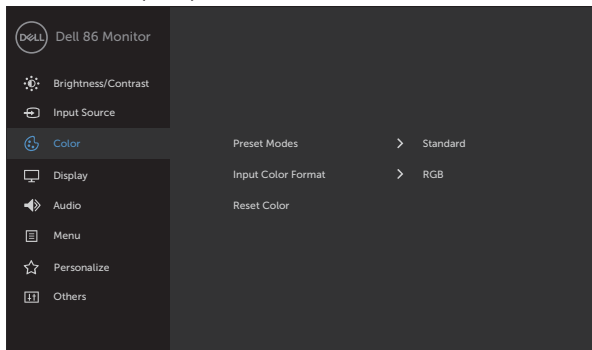 DELL Dell 86 Monitor
Brightness/Contrast
Input Source
Color Preset Modes > Standard
Display Input Color Format > RGB
Audio Reset Color
Menu
Personalize
Others